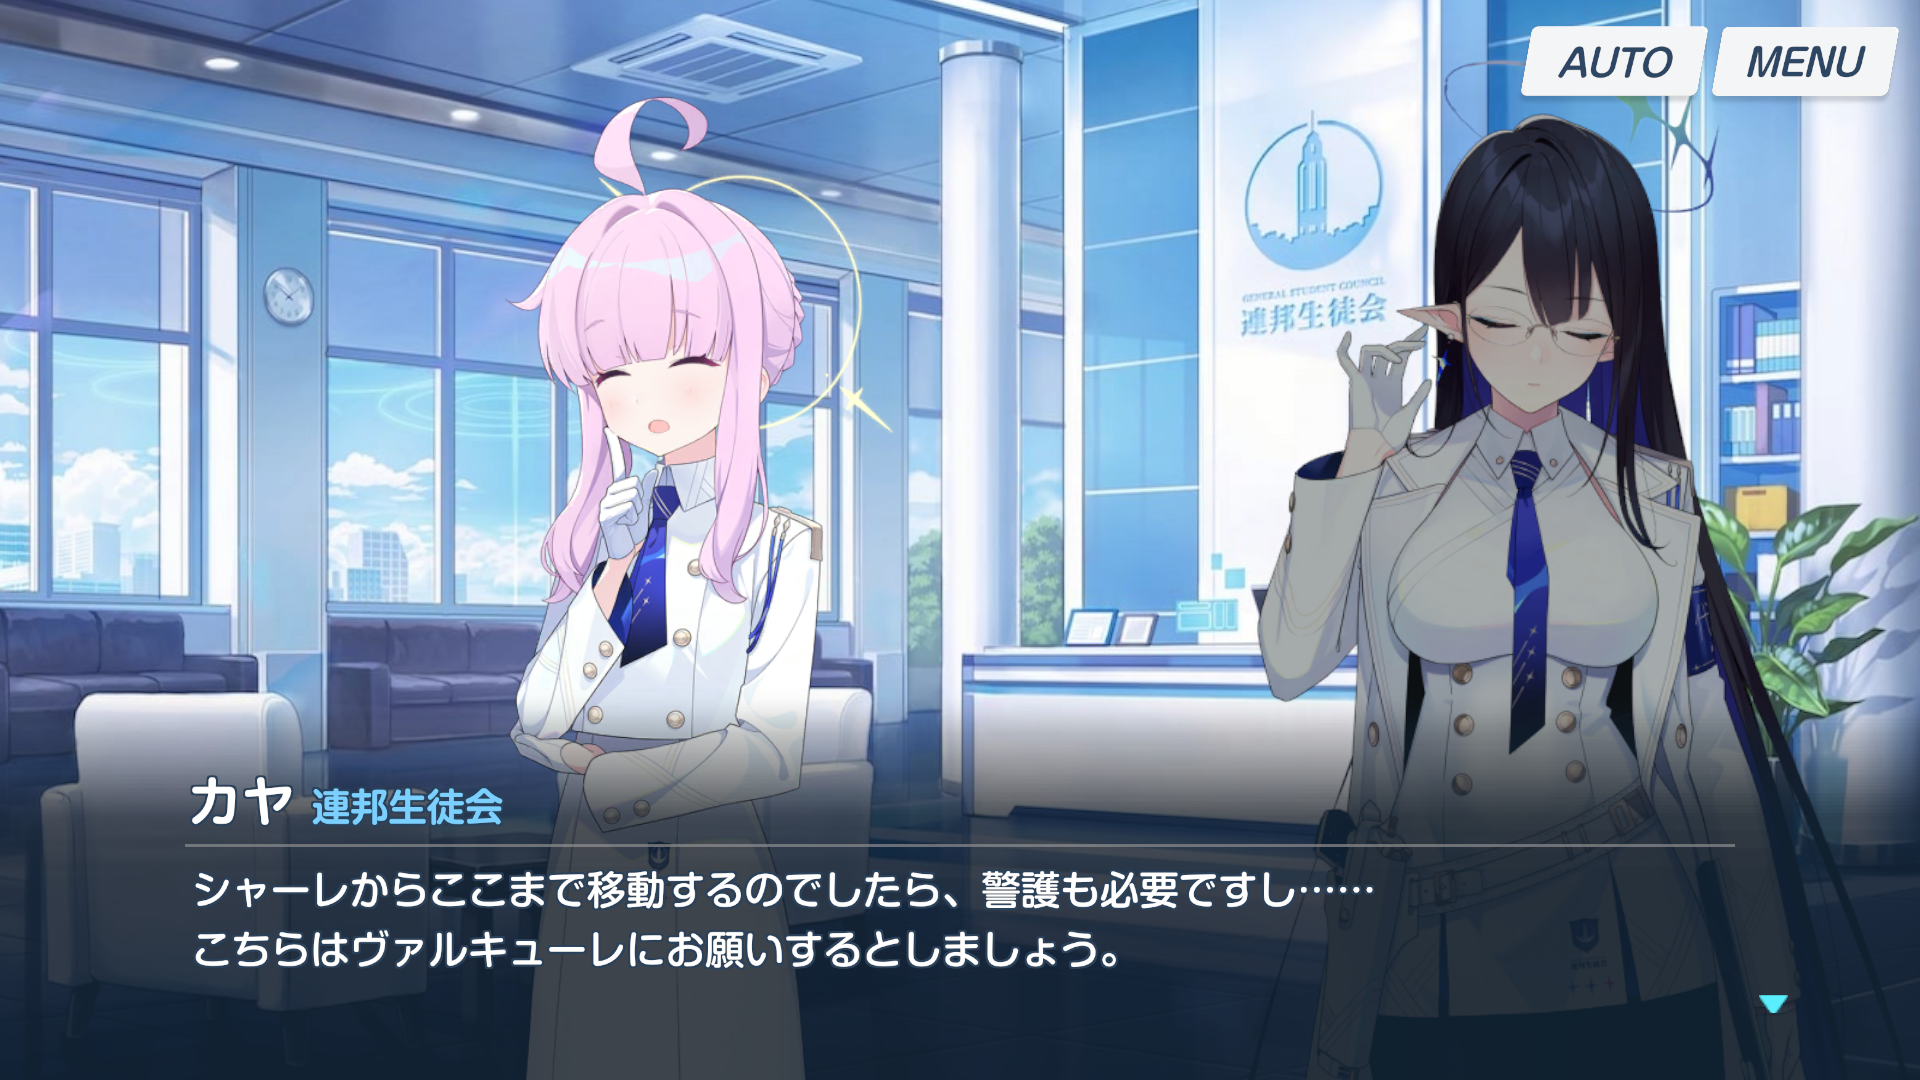 AUTO
MENU
GENERAL STUDENT COUNCIL
連邦生徒会
カヤ 連邦生徒会
シャーレからここまで移動するのでしたら、警護も必要ですし……
こちらはヴァルキューレにお願いするとしましょう。